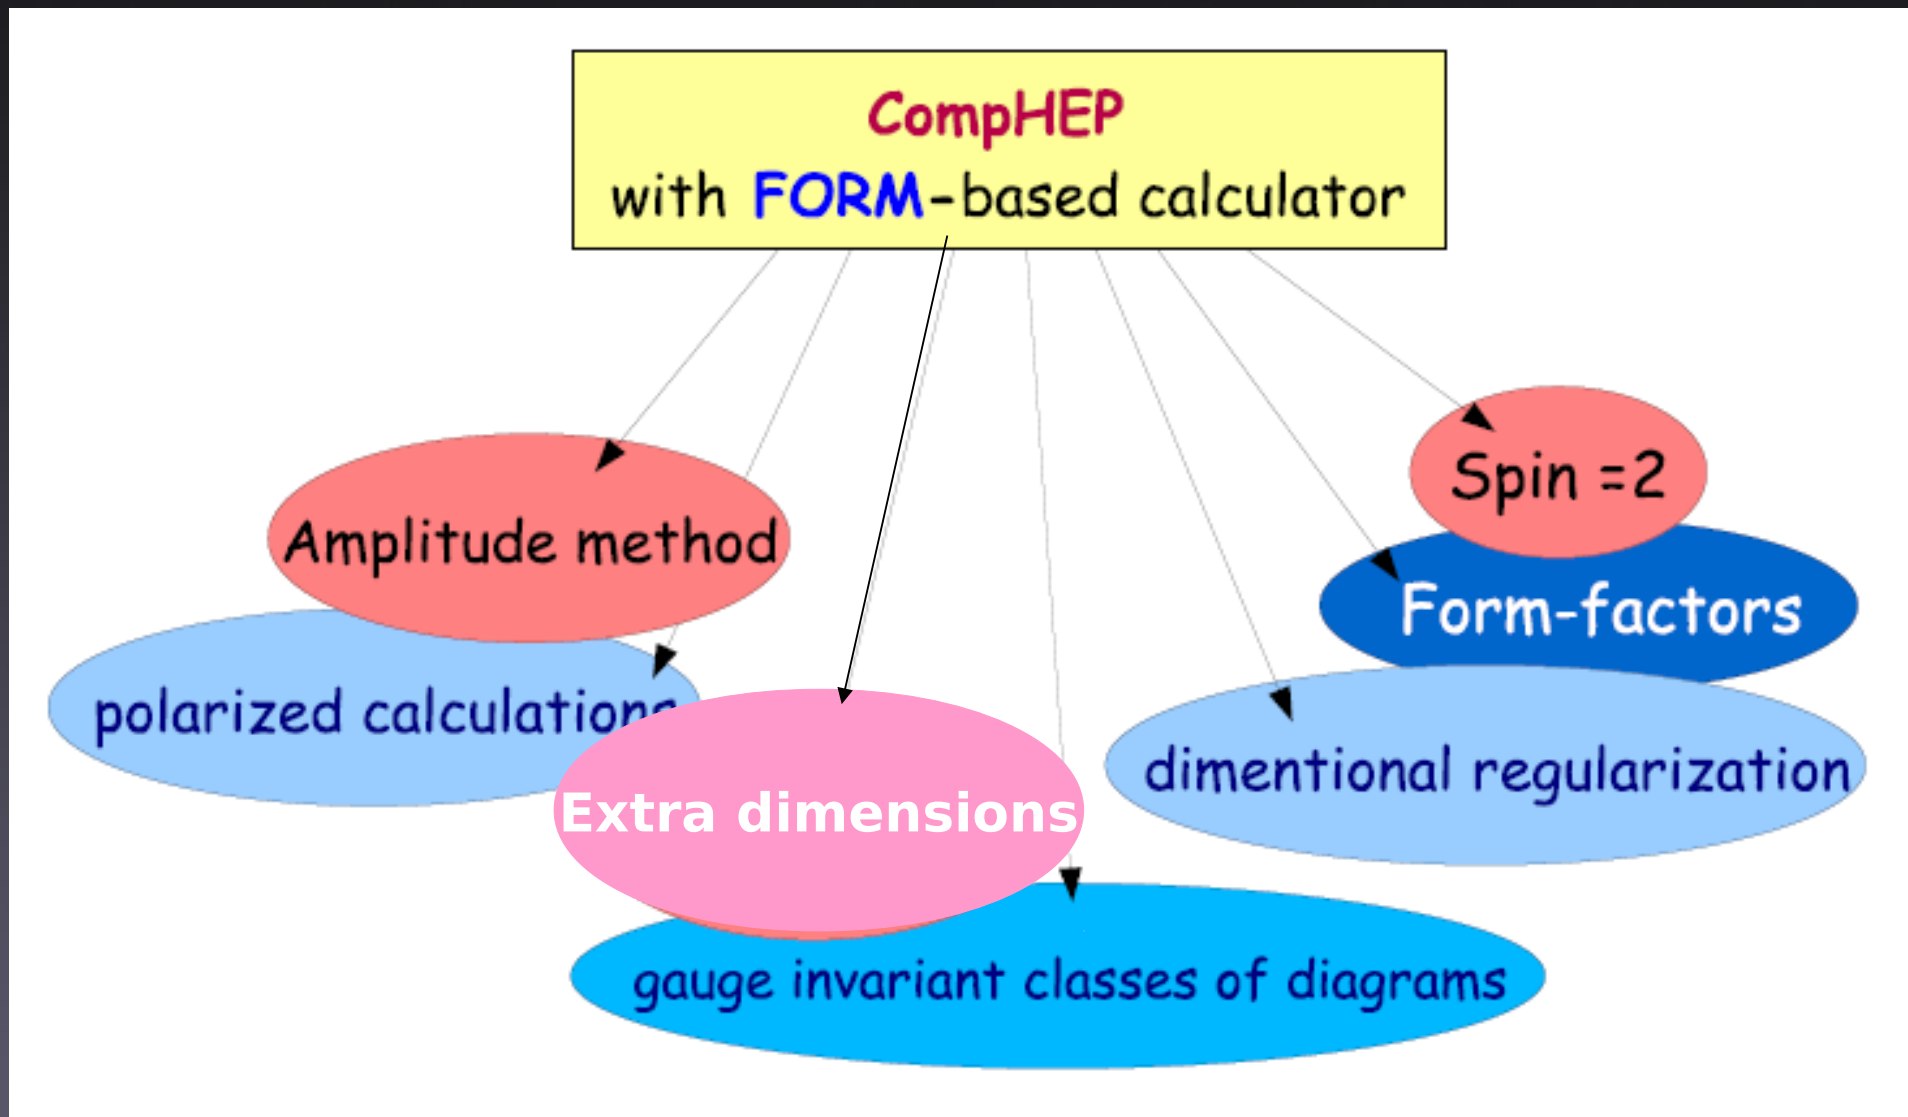 CompHEP
with FORM-based calculator
Spin =2
Amplitude method
Form-factors
polarized calculations
dimentional regularization
Extra dimensions
gauge invariant classes of diagrams